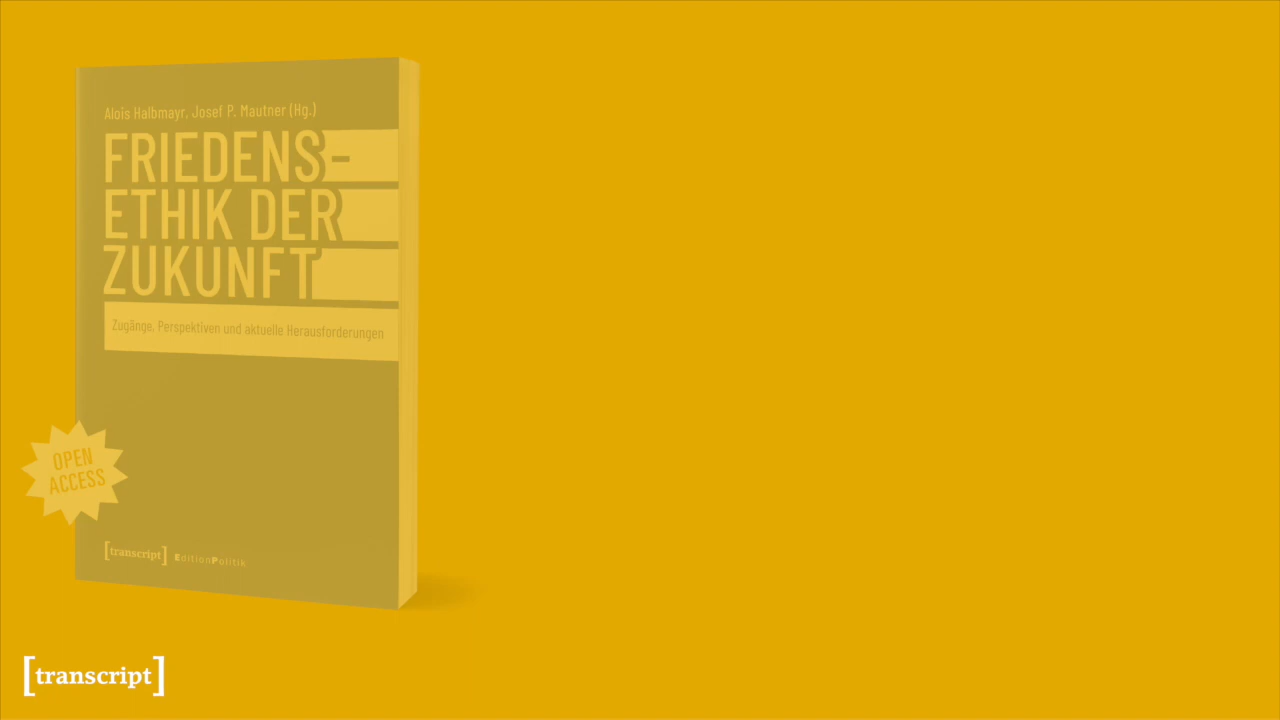 Alois Halbmayr, Josef P. Mautner (Hg.)
FRIEDENS-
ETHIK DER
ZUKUNFT
Zugänge, Perspektiven und aktuelle Herausforderungen
OPEN
ACCESS
[transcript] EditionPolitik
[transcript]